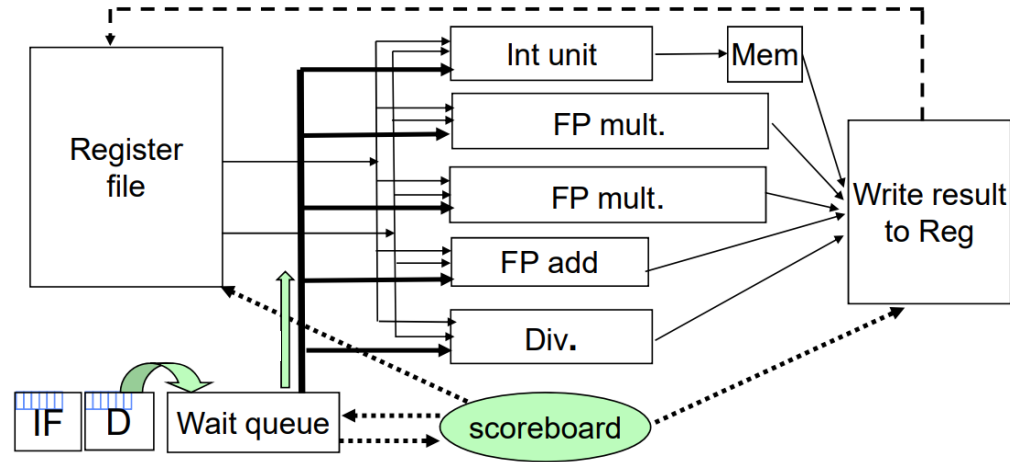 Int unit
Mem
Register
file
FP mult.
FP mult.
Write result
to Reg
FP add
Div.
IF
D
Wait queue
scoreboard